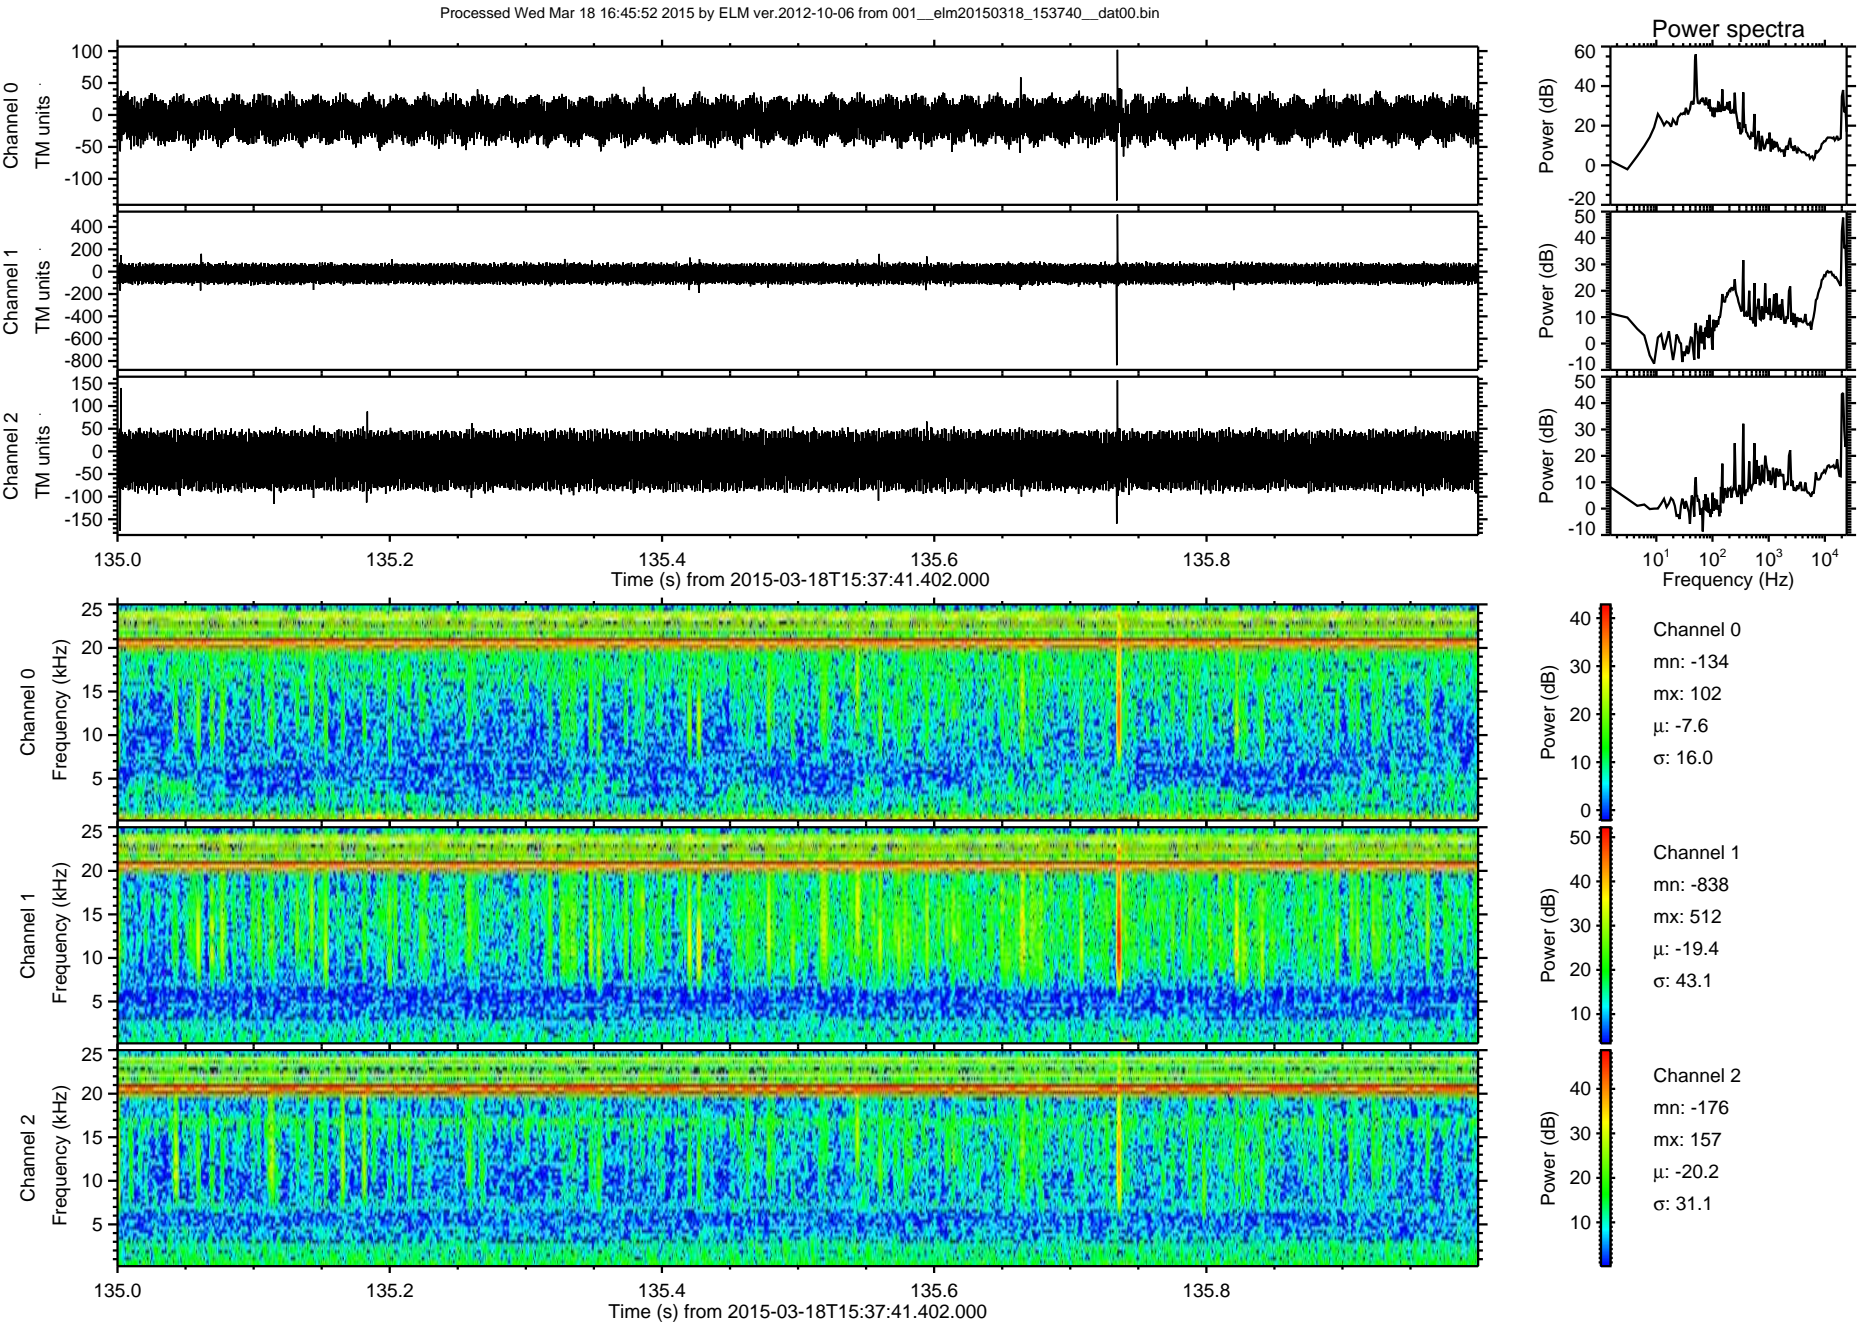 Processed Wed Mar 18 16:45:52 2015 by ELM ver.2012-10-06 from 001__elm20150318_153740__dat00.bin
Power spectra
Channel 0
TM units
100
50
0
-50
-100
Power (dB)
60
40
20
0
-20
Channel 1
TM units
400
200
0
-200
-400
-600
-800
Power (dB)
50
40
30
20
10
0
-10
Channel 2
TM units
150
100
50
0
-50
-100
-150
Power (dB)
50
40
30
20
10
0
-10
135.0 135.2 135.4 135.6 135.8
Time (s) from 2015-03-18T15:37:41.402.000
10¹ 10² 10³ 10⁴
Frequency (Hz)
Channel 0
Frequency (kHz)
25
20
15
10
5
Power (dB)
40
30
20
10
0
Channel 0
mn: -134
mx: 102
μ: -7.6
σ: 16.0
Channel 1
Frequency (kHz)
25
20
15
10
5
Power (dB)
50
40
30
20
10
Channel 1
mn: -838
mx: 512
μ: -19.4
σ: 43.1
Channel 2
Frequency (kHz)
25
20
15
10
5
Power (dB)
40
30
20
10
Channel 2
mn: -176
mx: 157
μ: -20.2
σ: 31.1
135.0 135.2 135.4 135.6 135.8
Time (s) from 2015-03-18T15:37:41.402.000